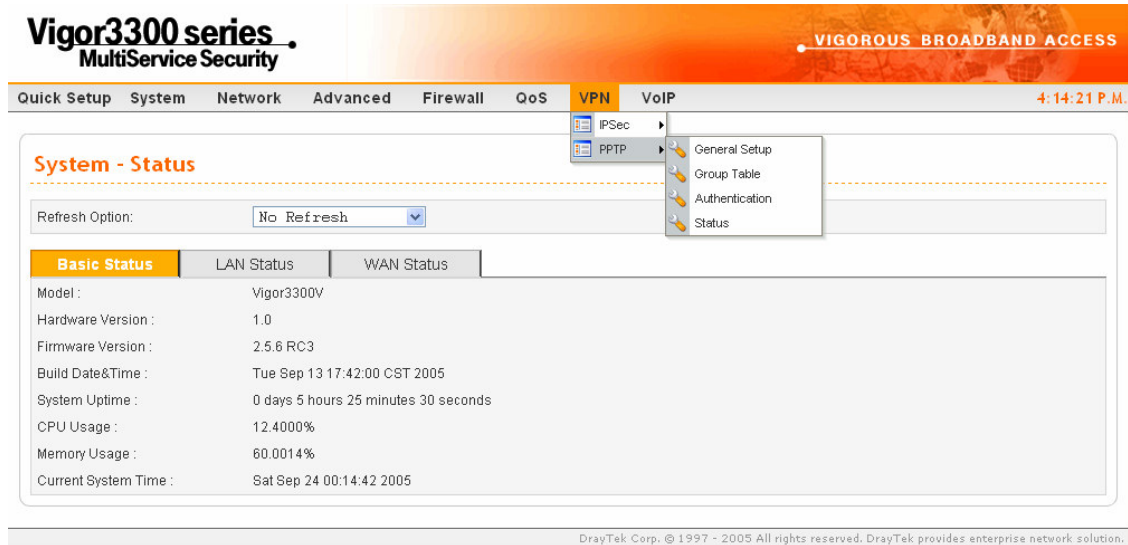 Vigor3300 series
MultiService Security
VIGOROUS BROADBAND ACCESS
Quick Setup System Network Advanced Firewall QoS VPN VoIP 4:14:21 P.M.
IPSec
PPTP
General Setup
Group Table
Authentication
Status
System - Status
Refresh Option: No Refresh
Basic Status LAN Status WAN Status
Model : Vigor3300V
Hardware Version : 1.0
Firmware Version : 2.5.6 RC3
Build Date&Time : Tue Sep 13 17:42:00 CST 2005
System Uptime : 0 days 5 hours 25 minutes 30 seconds
CPU Usage : 12.4000%
Memory Usage : 60.0014%
Current System Time : Sat Sep 24 00:14:42 2005
DrayTek Corp. © 1997 - 2005 All rights reserved. DrayTek provides enterprise network solution.